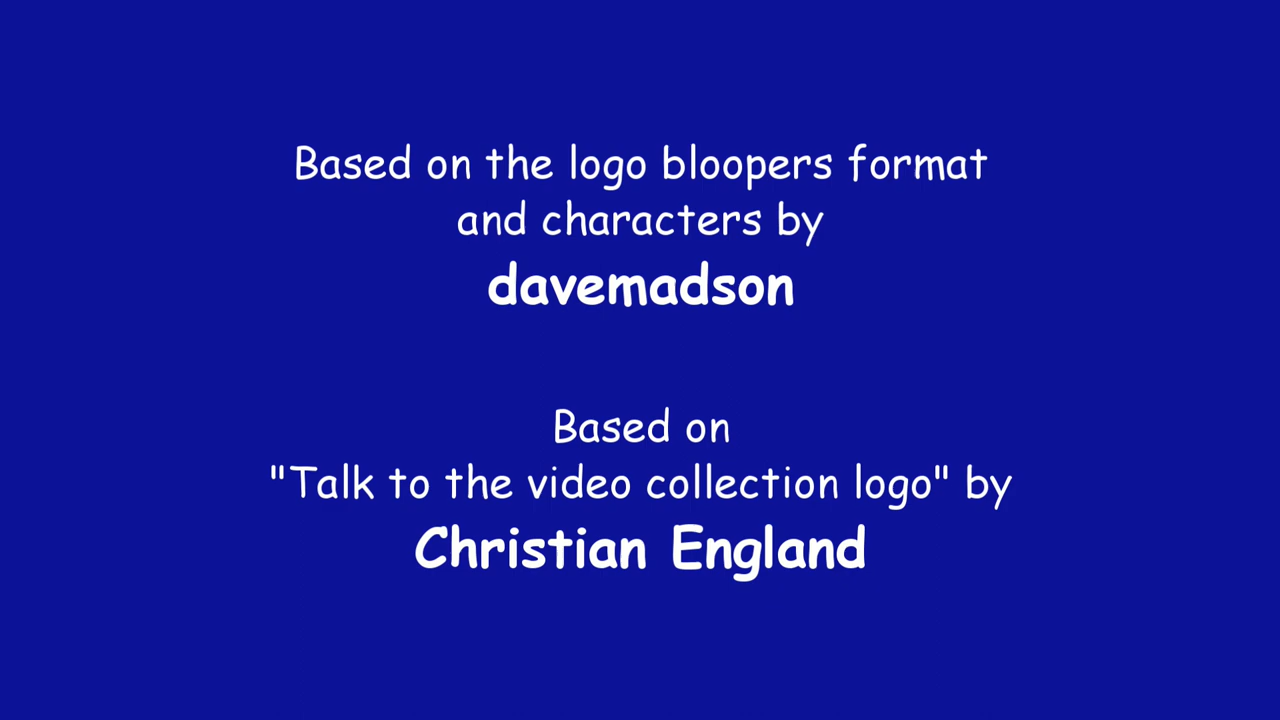 Based on the logo bloopers format
and characters by
davemadson
Based on
"Talk to the video collection logo" by
Christian England